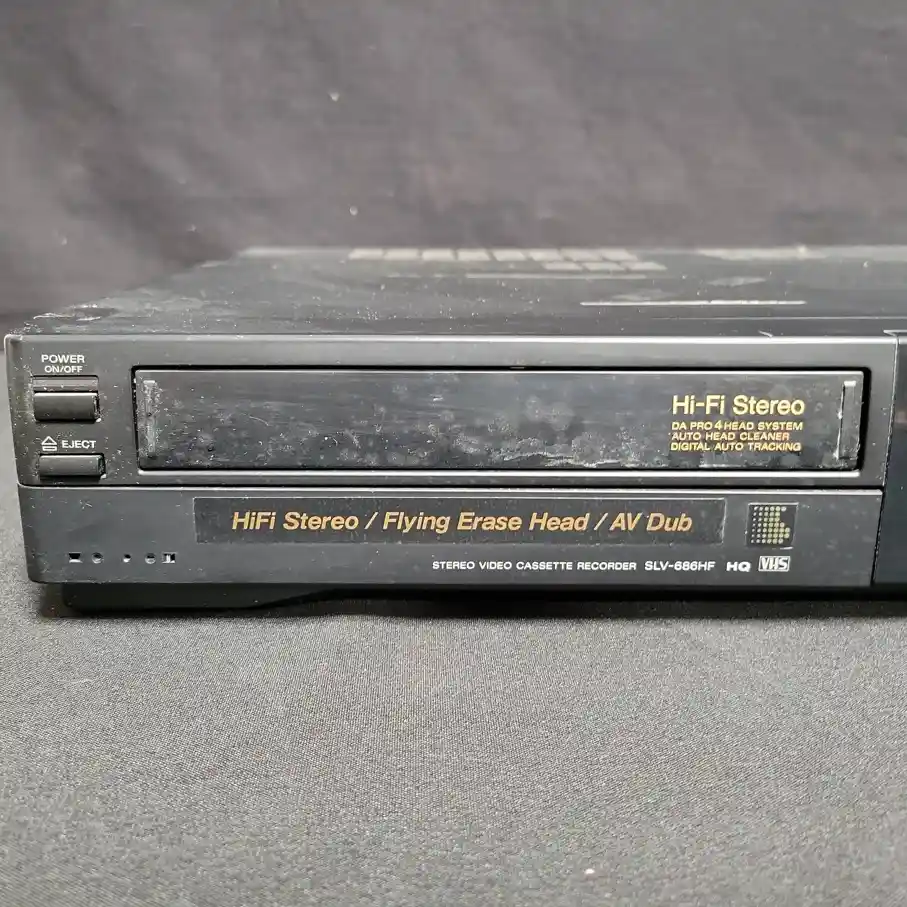 POWER
ON/OFF
EJECT
Hi-Fi Stereo
DA PRO 4 HEAD SYSTEM
AUTO HEAD CLEANER
DIGITAL AUTO TRACKING
HiFi Stereo / Flying Erase Head / AV Dub
STEREO VIDEO CASSETTE RECORDER SLV-686HF HQ VHS